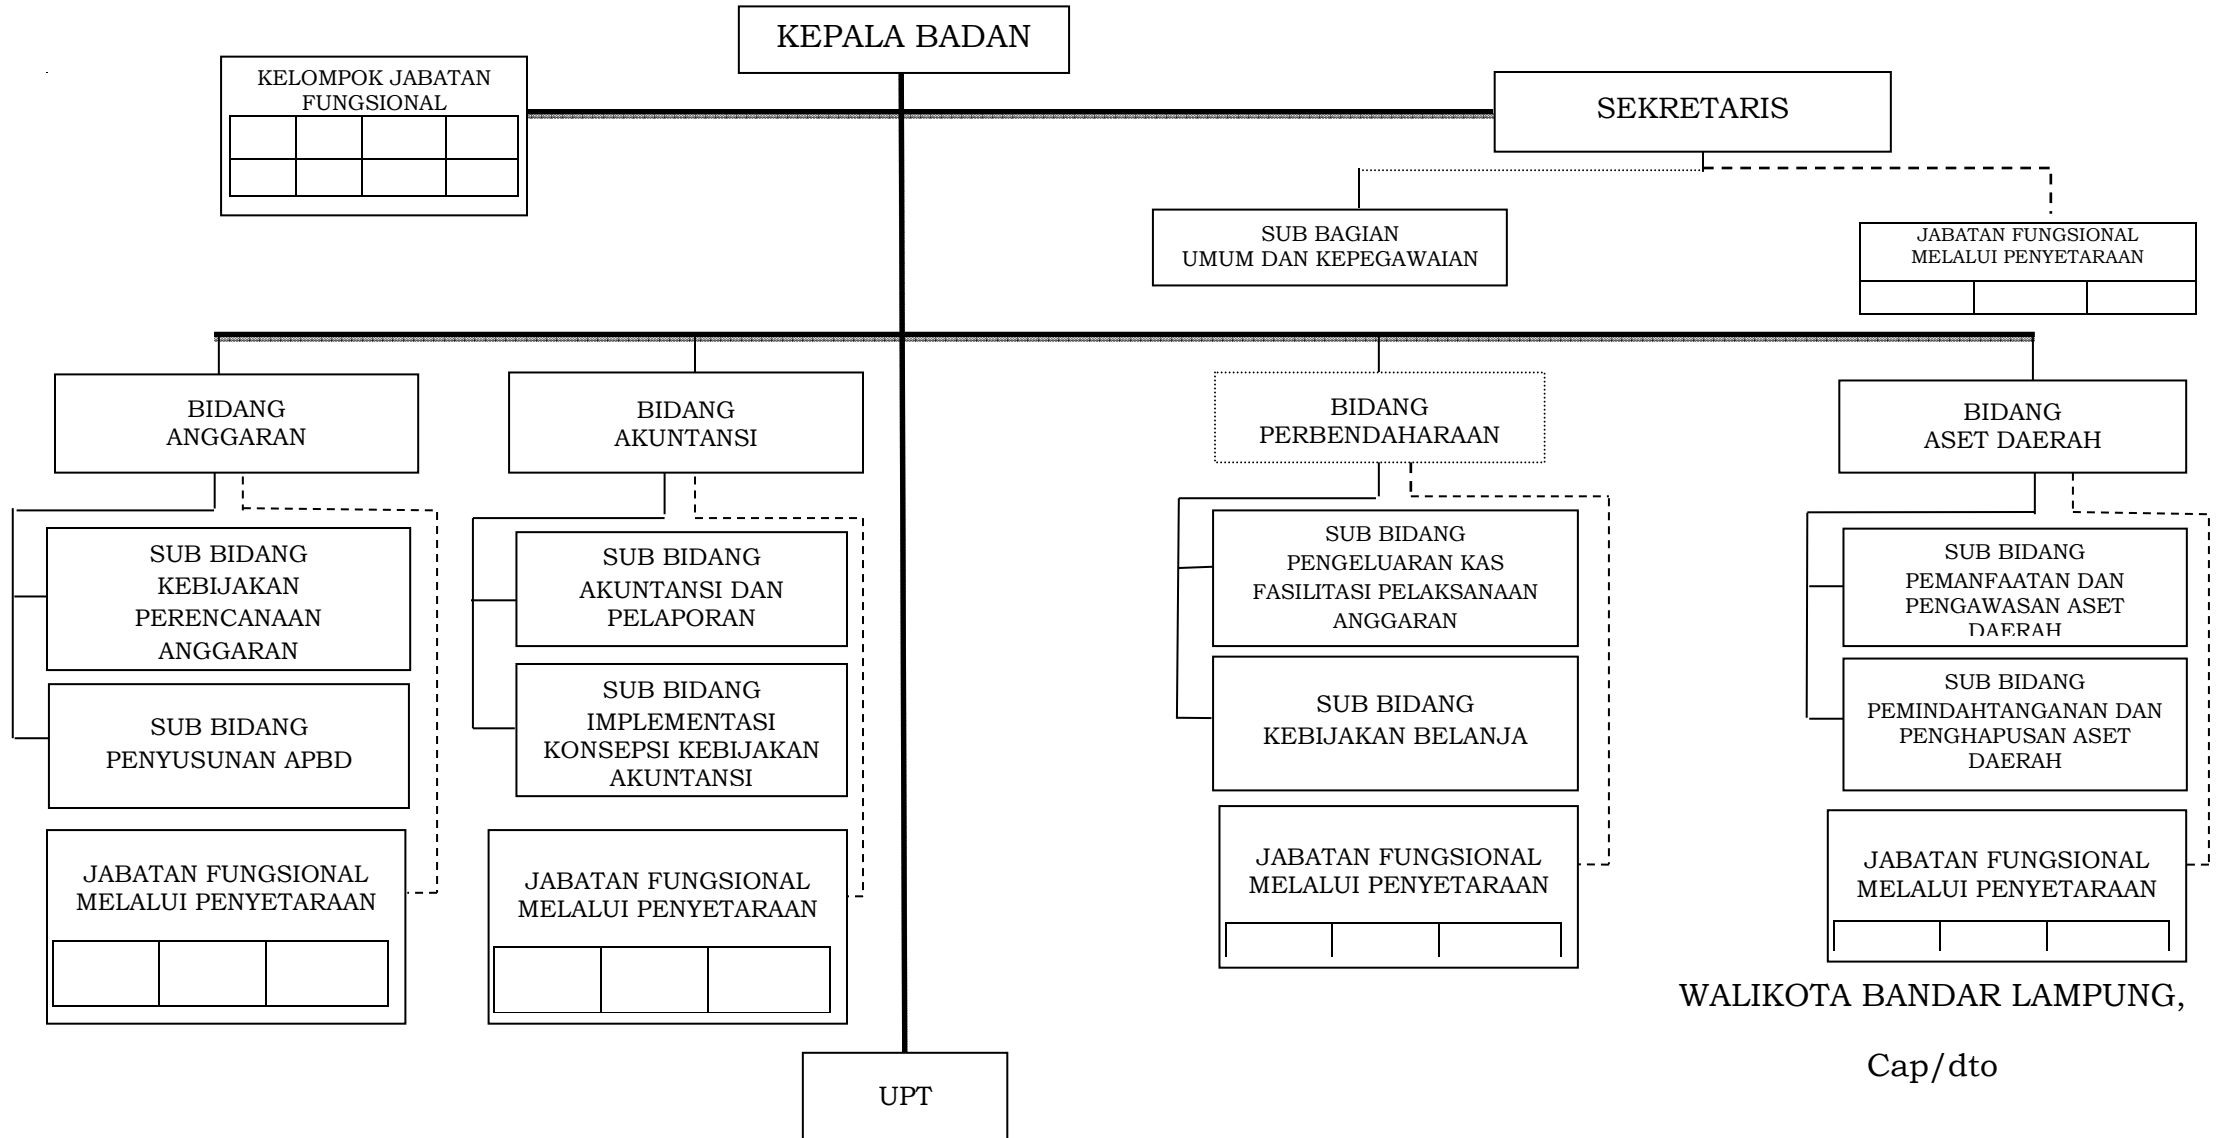 KEPALA BADAN
KELOMPOK JABATAN
FUNGSIONAL
SEKRETARIS
SUB BAGIAN
UMUM DAN KEPEGAWAIAN
JABATAN FUNGSIONAL
MELALUI PENYETARAAN
BIDANG
ANGGARAN
BIDANG
AKUNTANSI
BIDANG
PERBENDAHARAAN
BIDANG
ASET DAERAH
SUB BIDANG
KEBIJAKAN
PERENCANAAN
ANGGARAN
SUB BIDANG
PENYUSUNAN APBD
JABATAN FUNGSIONAL
MELALUI PENYETARAAN
SUB BIDANG
AKUNTANSI DAN
PELAPORAN
SUB BIDANG
IMPLEMENTASI
KONSEPSI KEBIJAKAN
AKUNTANSI
JABATAN FUNGSIONAL
MELALUI PENYETARAAN
SUB BIDANG
PENGELUARAN KAS
FASILITASI PELAKSANAAN
ANGGARAN
SUB BIDANG
KEBIJAKAN BELANJA
JABATAN FUNGSIONAL
MELALUI PENYETARAAN
SUB BIDANG
PEMANFAATAN DAN
PENGAWASAN ASET
DAERAH
SUB BIDANG
PEMINDAHTANGANAN DAN
PENGHAPUSAN ASET
DAERAH
JABATAN FUNGSIONAL
MELALUI PENYETARAAN
UPT
WALIKOTA BANDAR LAMPUNG,
Cap/dto